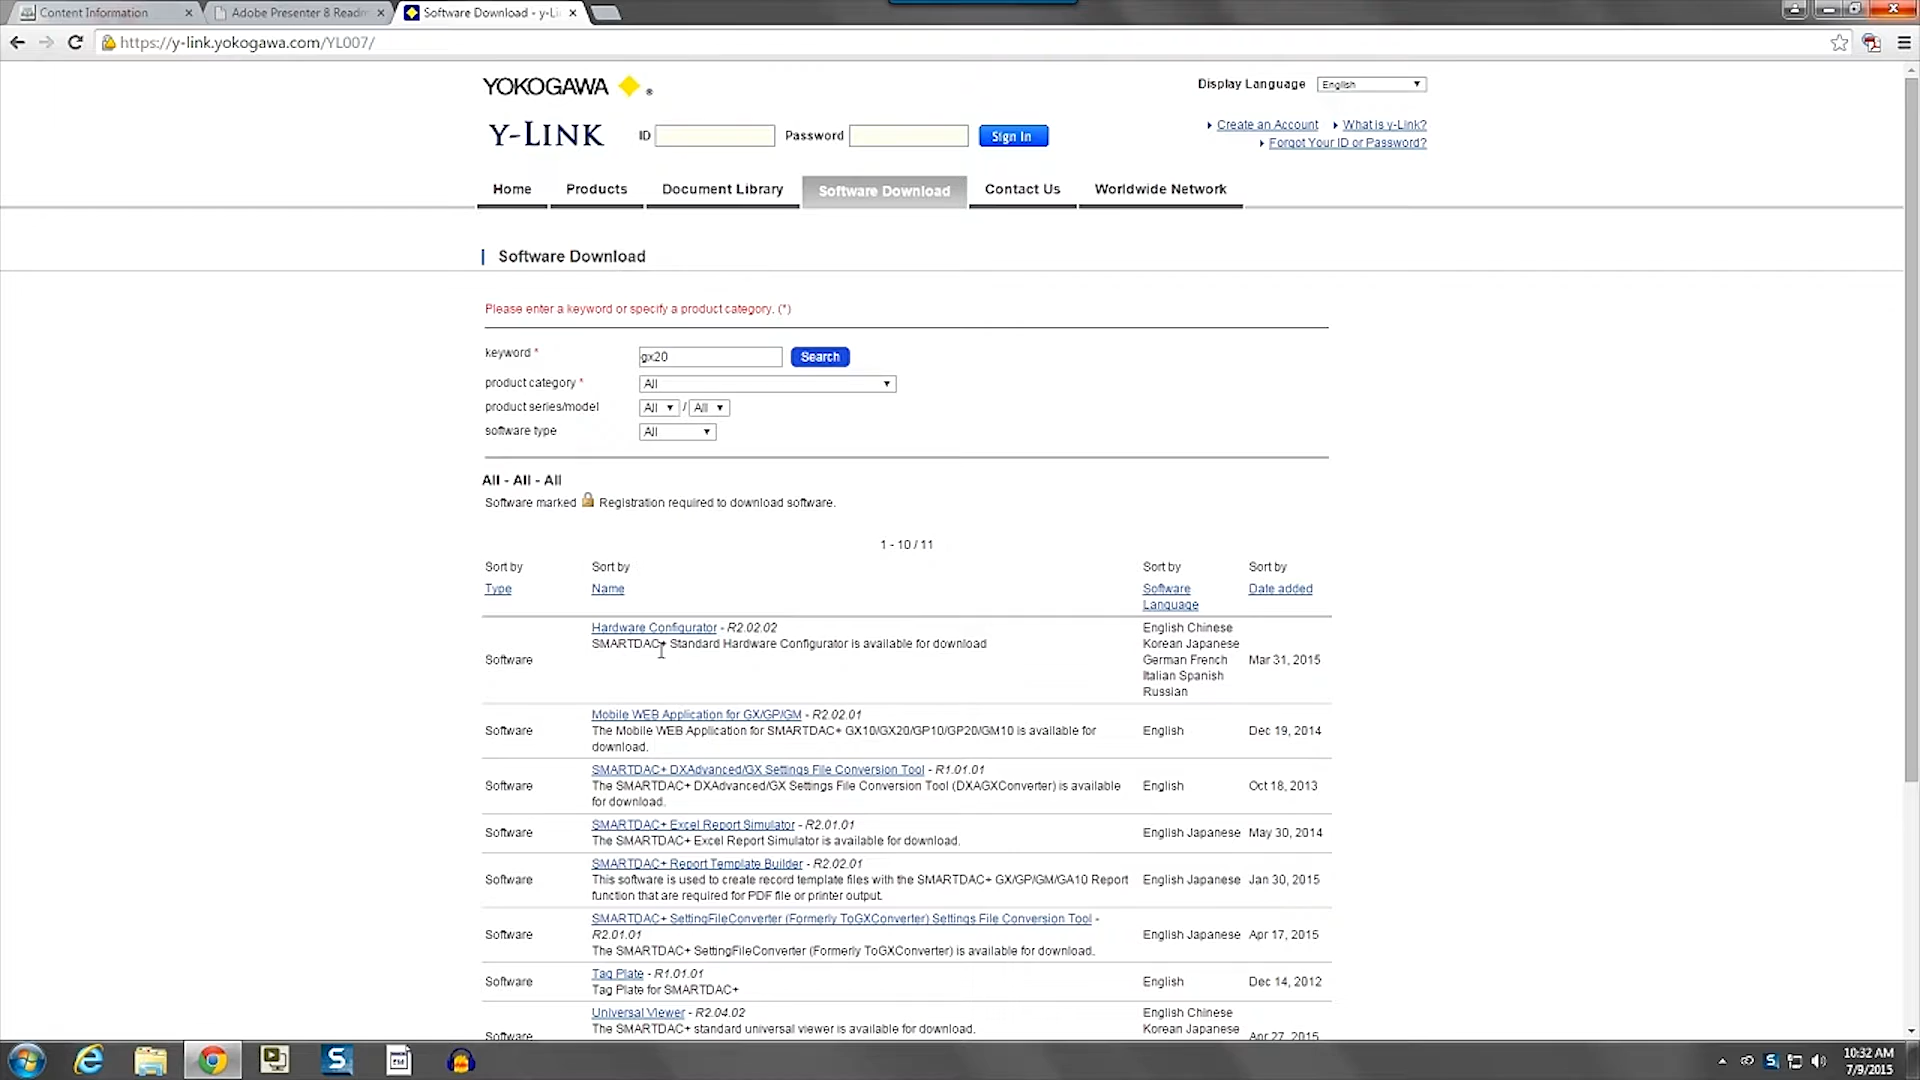 Content Information
Adobe Presenter 8 Readm
Software Download - y-Li
https://y-link.yokogawa.com/YL007/
YOKOGAWA
Display Language English
Y-LINK ID Password Sign In
Create an Account What is y-Link?
Forgot Your ID or Password?
Home Products Document Library Software Download Contact Us Worldwide Network
Software Download
Please enter a keyword or specify a product category. (*)
keyword * gx20 Search
product category * All
product series/model All / All
software type All
All - All - All
Software marked Registration required to download software.
1 - 10 / 11
Sort by Sort by Sort by Sort by
Type Name Software Date added
Language
Hardware Configurator - R2.02.02 English Chinese
SMARTDAC+ Standard Hardware Configurator is available for download Korean Japanese
Software German French Mar 31, 2015
Italian Spanish
Russian
Mobile WEB Application for GX/GP/GM - R2.02.01
Software The Mobile WEB Application for SMARTDAC+ GX10/GX20/GP10/GP20/GM10 is available for English Dec 19, 2014
download.
SMARTDAC+ DXAdvanced/GX Settings File Conversion Tool - R1.01.01
Software The SMARTDAC+ DXAdvanced/GX Settings File Conversion Tool (DXAGXConverter) is available English Oct 18, 2013
for download.
SMARTDAC+ Excel Report Simulator - R2.01.01
Software The SMARTDAC+ Excel Report Simulator is available for download. English Japanese May 30, 2014
SMARTDAC+ Report Template Builder - R2.02.01
Software This software is used to create record template files with the SMARTDAC+ GX/GP/GM/GA10 Report English Japanese Jan 30, 2015
function that are required for PDF file or printer output.
SMARTDAC+ SettingFileConverter (Formerly ToGXConverter) Settings File Conversion Tool -
Software R2.01.01 English Japanese Apr 17, 2015
The SMARTDAC+ SettingFileConverter (Formerly ToGXConverter) is available for download.
Tag Plate - R1.01.01
Software Tag Plate for SMARTDAC+ English Dec 14, 2012
Universal Viewer - R2.04.02 English Chinese
The SMARTDAC+ standard universal viewer is available for download. Korean Japanese
Software Apr 27, 2015
10:32 AM
7/9/2015